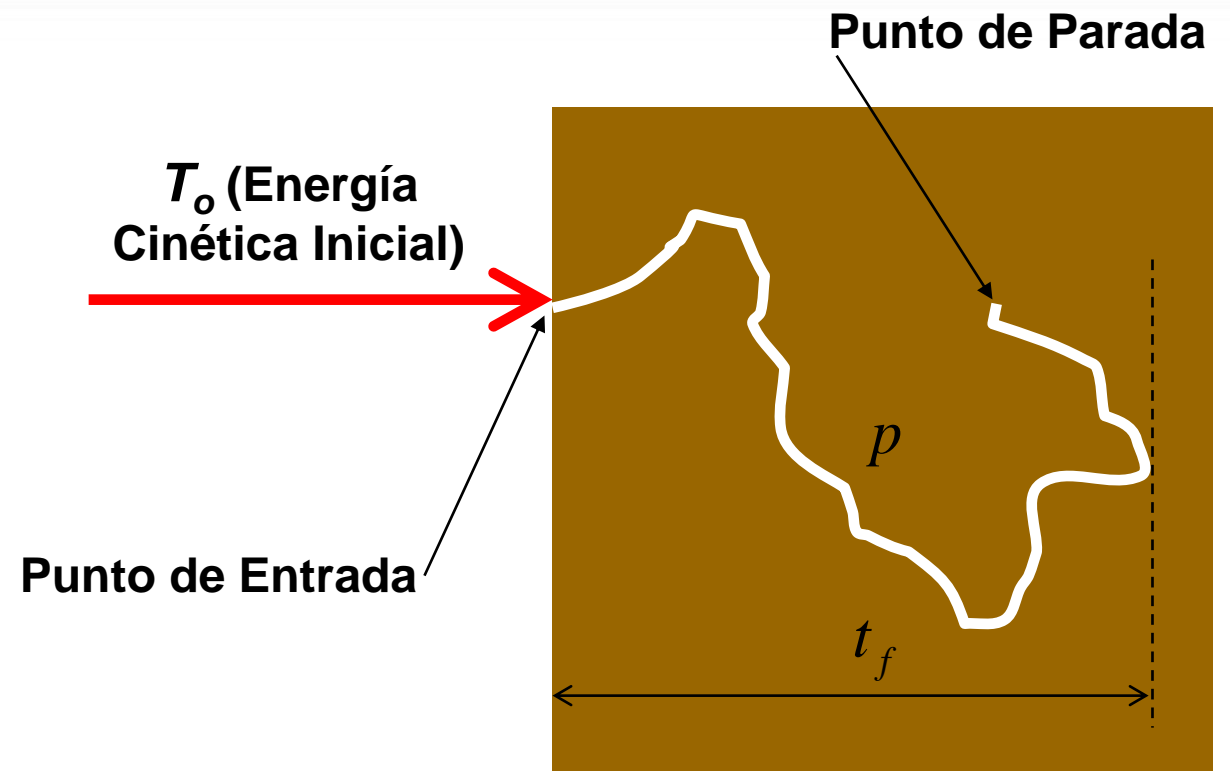 Punto de Parada
T_o (Energía
Cinética Inicial)
p
Punto de Entrada
t_f